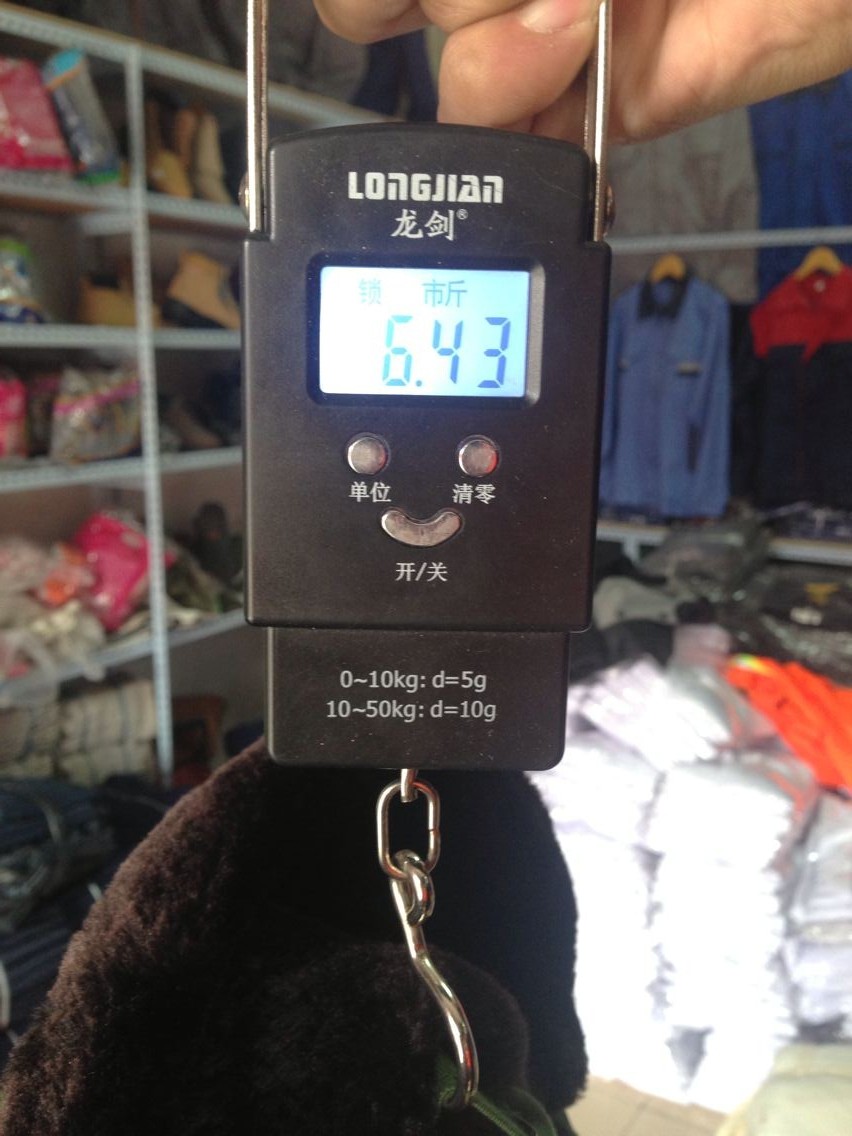 LONGJIAN
龙剑®
锁 市斤
6.43
单位 清零
开/关
0~10kg: d=5g
10~50kg: d=10g